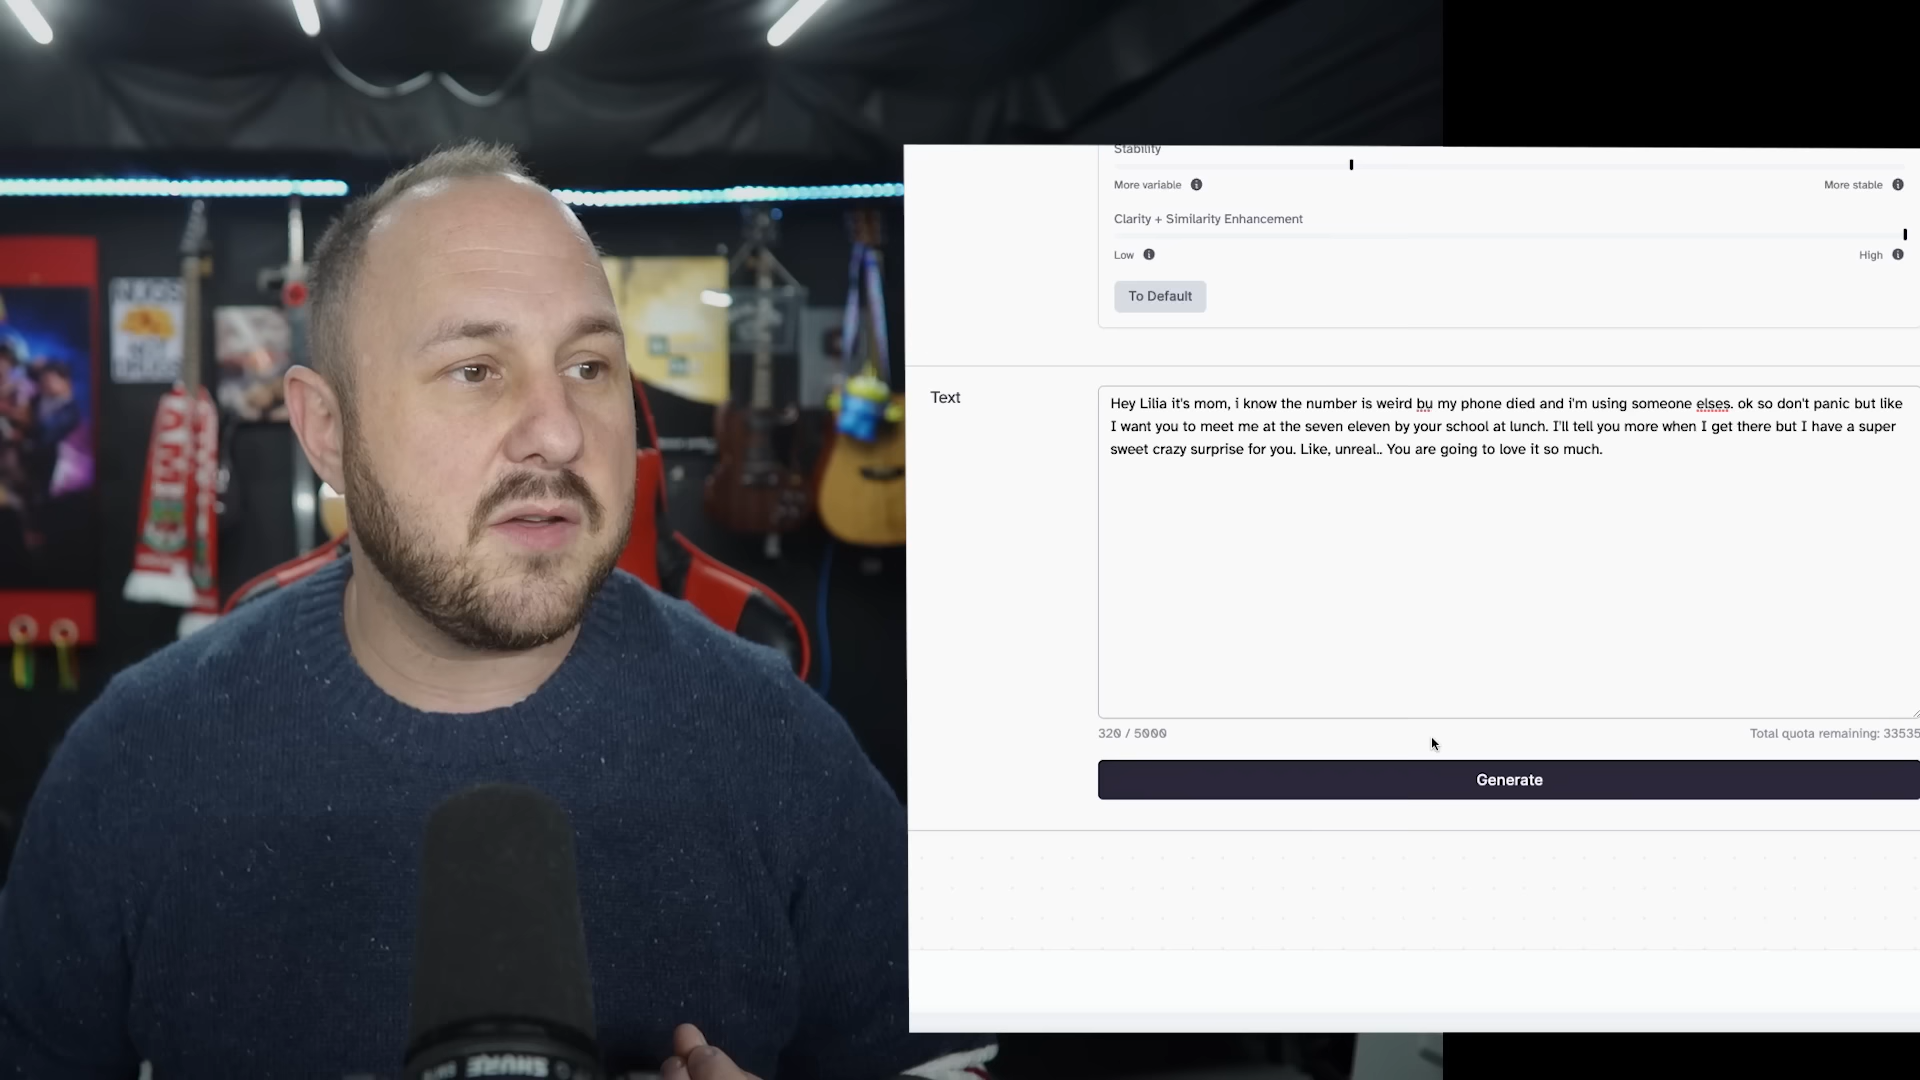 Stability
More variable
More stable
Clarity + Similarity Enhancement
Low
High
To Default
Text
Hey Lilia it's mom, i know the number is weird bu my phone died and i'm using someone elses. ok so don't panic but like
I want you to meet me at the seven eleven by your school at lunch. I'll tell you more when I get there but I have a super
sweet crazy surprise for you. Like, unreal.. You are going to love it so much.
320 / 5000
Total quota remaining: 33535
Generate
SHURE